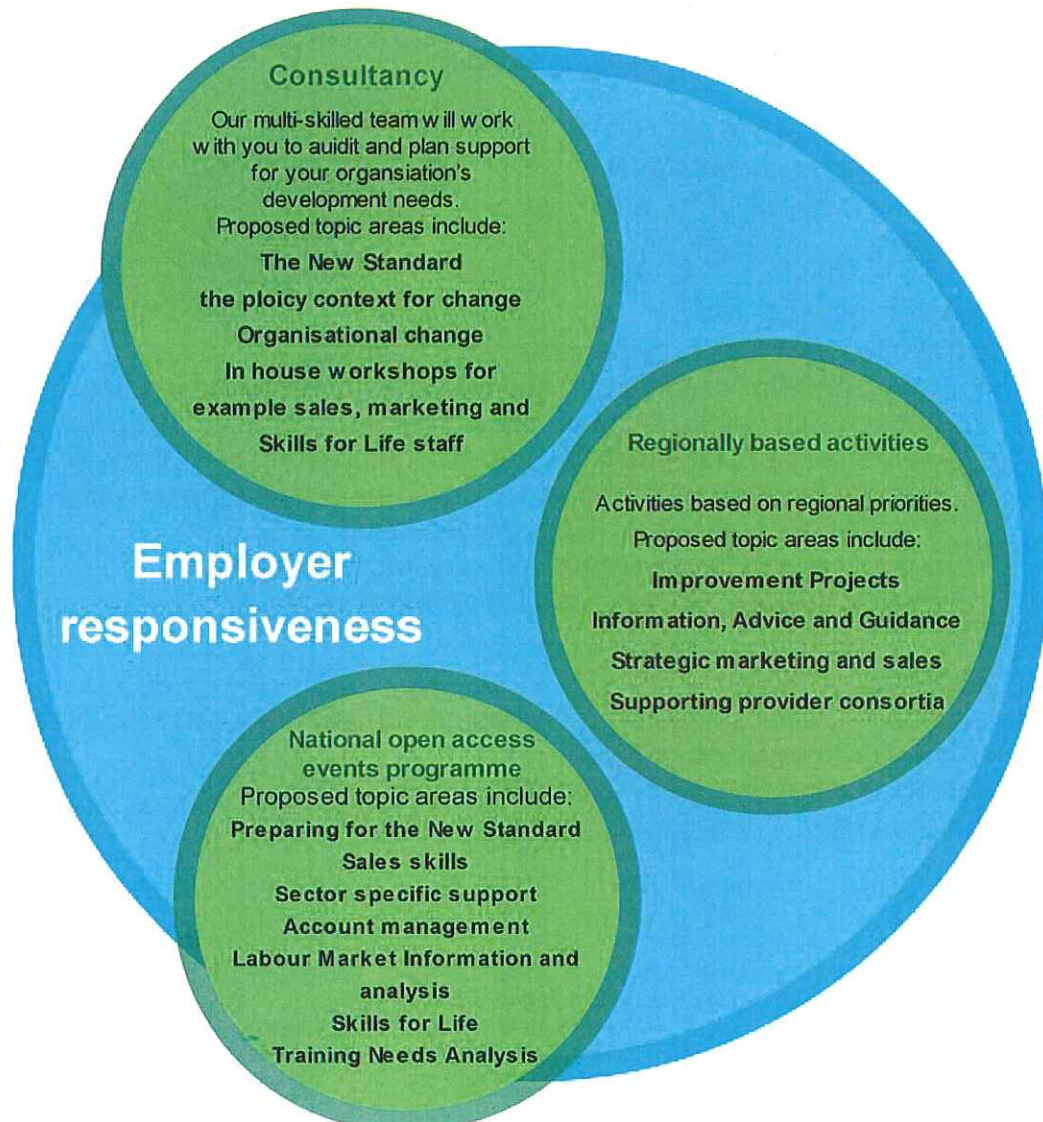 Consultancy
Our multi-skilled team will work
with you to auidit and plan support
for your organsiation's
development needs.
Proposed topic areas include:
The New Standard
the ploicy context for change
Organisational change
In house workshops for
example sales, marketing and
Skills for Life staff
Regionally based activities
Activities based on regional priorities.
Proposed topic areas include:
Improvement Projects
Information, Advice and Guidance
Strategic marketing and sales
Supporting provider consortia
Employer
responsiveness
National open access
events programme
Proposed topic areas include:
Preparing for the New Standard
Sales skills
Sector specific support
Account management
Labour Market Information and
analysis
Skills for Life
Training Needs Analysis